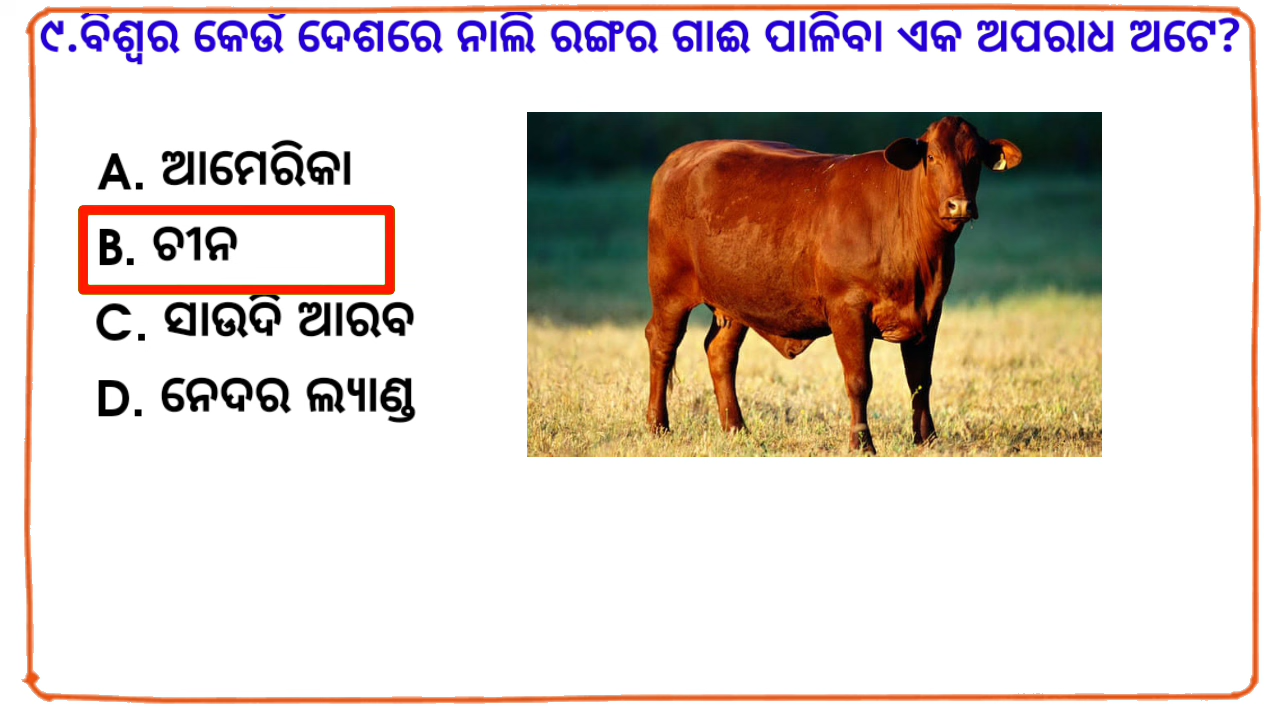 ୯.ବିଶ୍ୱର କେଉଁ ଦେଶରେ ନାଲି ରଙ୍ଗର ଗାଈ ପାଳିବା ଏକ ଅପରାଧ ଅଟେ?
A. ଆମେରିକା
B. ଚୀନ
C. ସାଉଦି ଆରବ
D. ନେଦର ଲ୍ୟାଣ୍ଡ